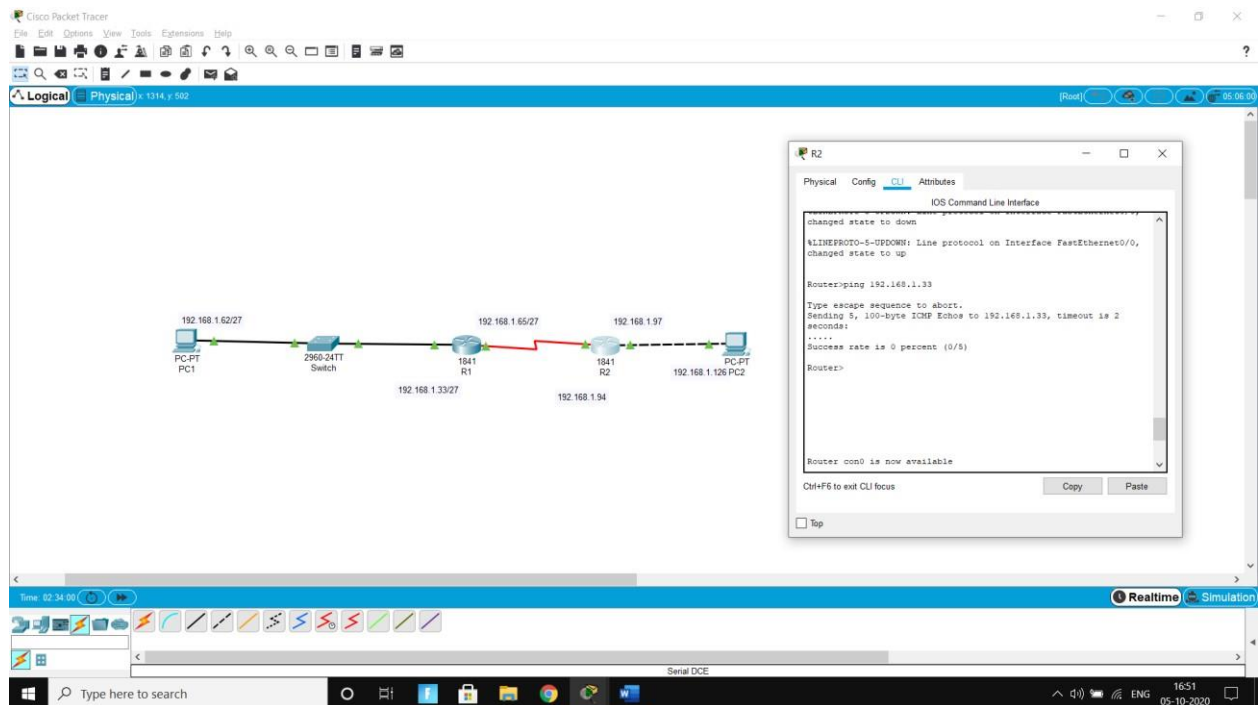 Cisco Packet Tracer
File Edit Options View Tools Extensions Help
?
Logical Physical x: 1314, y: 502 [Root] 05:06:00
192.168.1.62/27
PC-PT
PC1
2960-24TT
Switch
192.168.1.65/27
1841
R1
192.168.1.33/27
192.168.1.97
1841
R2
192.168.1.94
PC-PT
192.168.1.126 PC2
R2
Physical Config CLI Attributes
IOS Command Line Interface
changed state to down
%LINEPROTO-5-UPDOWN: Line protocol on Interface FastEthernet0/0,
changed state to up
Router>ping 192.168.1.33
Type escape sequence to abort.
Sending 5, 100-byte ICMP Echos to 192.168.1.33, timeout is 2
seconds:
.....
Success rate is 0 percent (0/5)
Router>
Router con0 is now available
Ctrl+F6 to exit CLI focus Copy Paste
Top
Time: 02:34:00 Realtime Simulation
Serial DCE
Type here to search ENG 16:51
05-10-2020